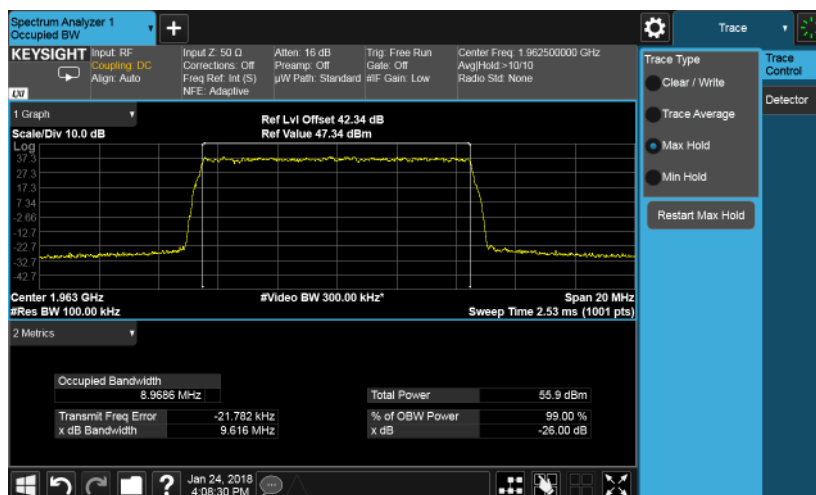 Spectrum Analyzer 1
Occupied BW
Trace
KEYSIGHT
Input: RF
Coupling: DC
Align: Auto
LXI
Input Z: 50 Ω
Corrections: Off
Freq Ref: Int (S)
NFE: Adaptive
Atten: 16 dB
Preamp: Off
µW Path: Standard
Trig: Free Run
Gate: Off
#IF Gain: Low
Center Freq: 1.962500000 GHz
Avg|Hold:>10/10
Radio Std: None
Trace Type
Clear / Write
Trace Average
Max Hold
Min Hold
Restart Max Hold
Trace
Control
Detector
1 Graph
Scale/Div 10.0 dB
Ref Lvl Offset 42.34 dB
Ref Value 47.34 dBm
Log
37.3
27.3
17.3
7.34
-2.66
-12.7
-22.7
-32.7
-42.7
Center 1.963 GHz
#Res BW 100.00 kHz
#Video BW 300.00 kHz*
Span 20 MHz
Sweep Time 2.53 ms (1001 pts)
2 Metrics
Occupied Bandwidth
8.9686 MHz
Total Power 55.9 dBm
Transmit Freq Error -21.782 kHz
% of OBW Power 99.00 %
x dB Bandwidth 9.616 MHz
x dB -26.00 dB
?
Jan 24, 2018
4:08:30 PM